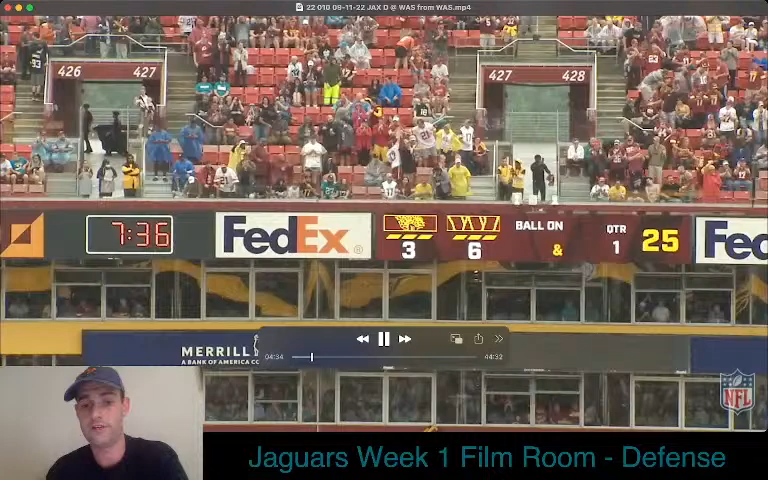 22 010 09-11-22 JAX D @ WAS from WAS.mp4
426 427
427 428
7:36
FedEx®
3 6 BALL ON & QTR 1 25
Fed
04:34 44:32
MERRILL
A BANK OF AMERICA CO
NFL
Jaguars Week 1 Film Room - Defense